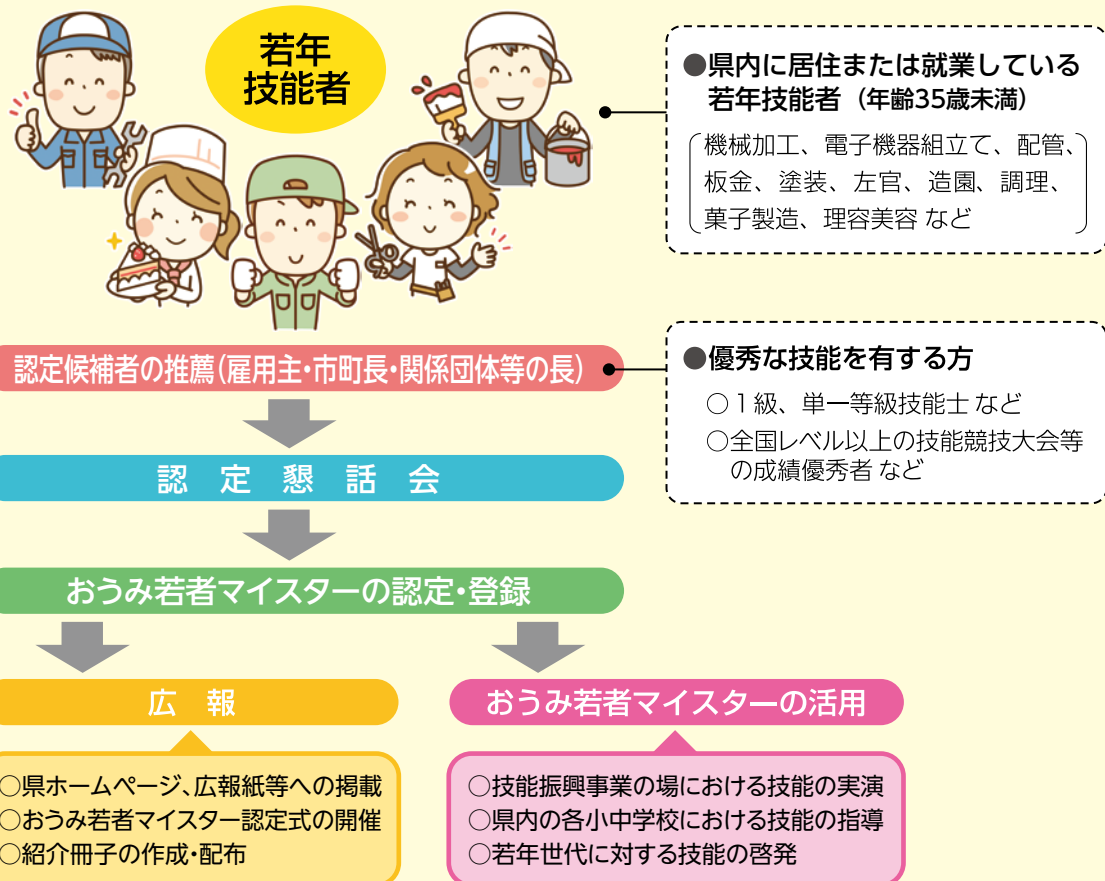 若年
技能者
●県内に居住または就業している
若年技能者（年齢35歳未満）
機械加工、電子機器組立て、配管、
板金、塗装、左官、造園、調理、
菓子製造、理容美容 など
認定候補者の推薦（雇用主・市町長・関係団体等の長）
●優秀な技能を有する方
○１級、単一等級技能士 など
○全国レベル以上の技能競技大会等
の成績優秀者 など
認定懇話会
おうみ若者マイスターの認定・登録
広報
○県ホームページ、広報紙等への掲載
○おうみ若者マイスター認定式の開催
○紹介冊子の作成・配布
おうみ若者マイスターの活用
○技能振興事業の場における技能の実演
○県内の各小中学校における技能の指導
○若年世代に対する技能の啓発